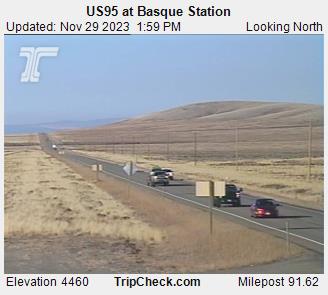 US95 at Basque Station
Updated: Nov 29 2023 1:59 PM Looking North
Elevation 4460 TripCheck.com Milepost 91.62